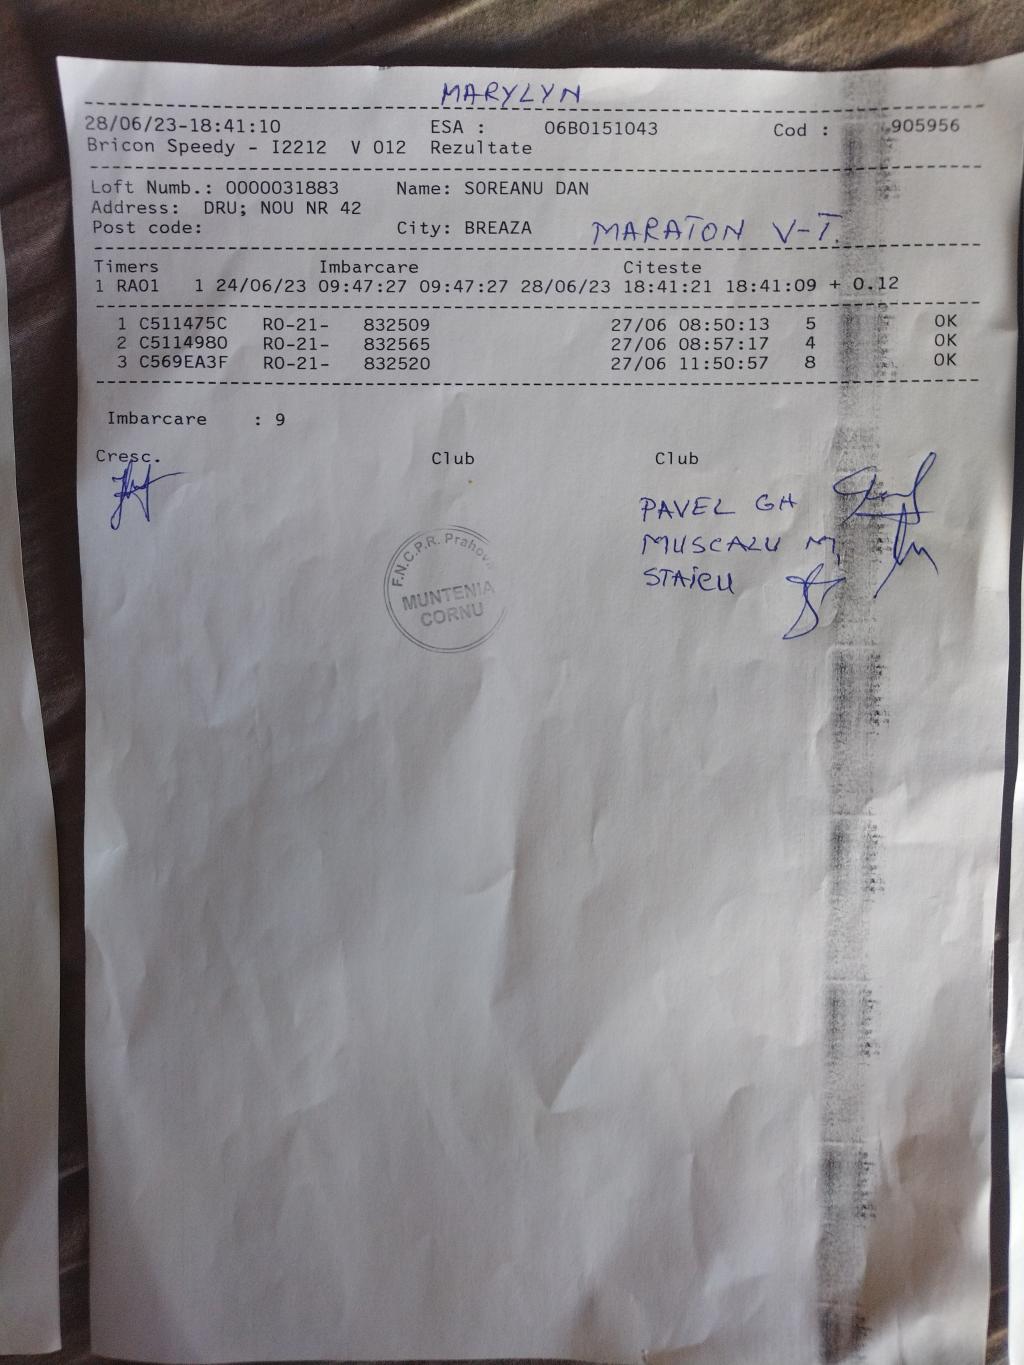 MARYLYN
28/06/23-18:41:10 ESA : 06B0151043 Cod : 905956
Bricon Speedy - I2212 V 012 Rezultate
Loft Numb.: 0000031883 Name: SOREANU DAN
Address: DRU; NOU NR 42
Post code: City: BREAZA MARATON V-T
Timers Imbarcare Citeste
1 RA01 1 24/06/23 09:47:27 09:47:27 28/06/23 18:41:21 18:41:09 + 0.12
1 C511475C RO-21- 832509 27/06 08:50:13 5 OK
2 C5114980 RO-21- 832565 27/06 08:57:17 4 OK
3 C569EA3F RO-21- 832520 27/06 11:50:57 8 OK
Imbarcare : 9
Cresc. Club Club
PAVEL GH
MUSCALU M
STAICU
F.N.C.P.R. Prahova
MUNTENIA
CORNU